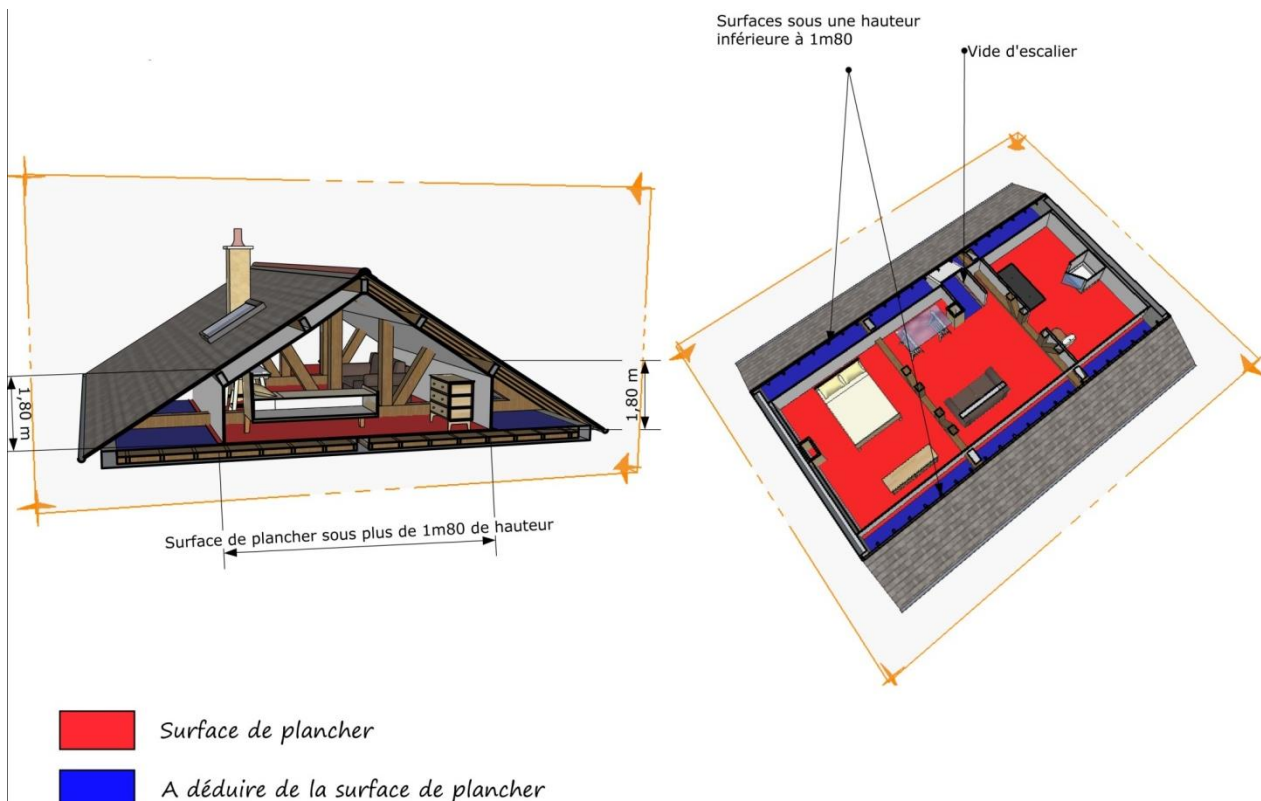 Surfaces sous une hauteur
inférieure à 1m80
Vide d'escalier
1,80 m
1,80 m
Surface de plancher sous plus de 1m80 de hauteur
Surface de plancher
A déduire de la surface de plancher